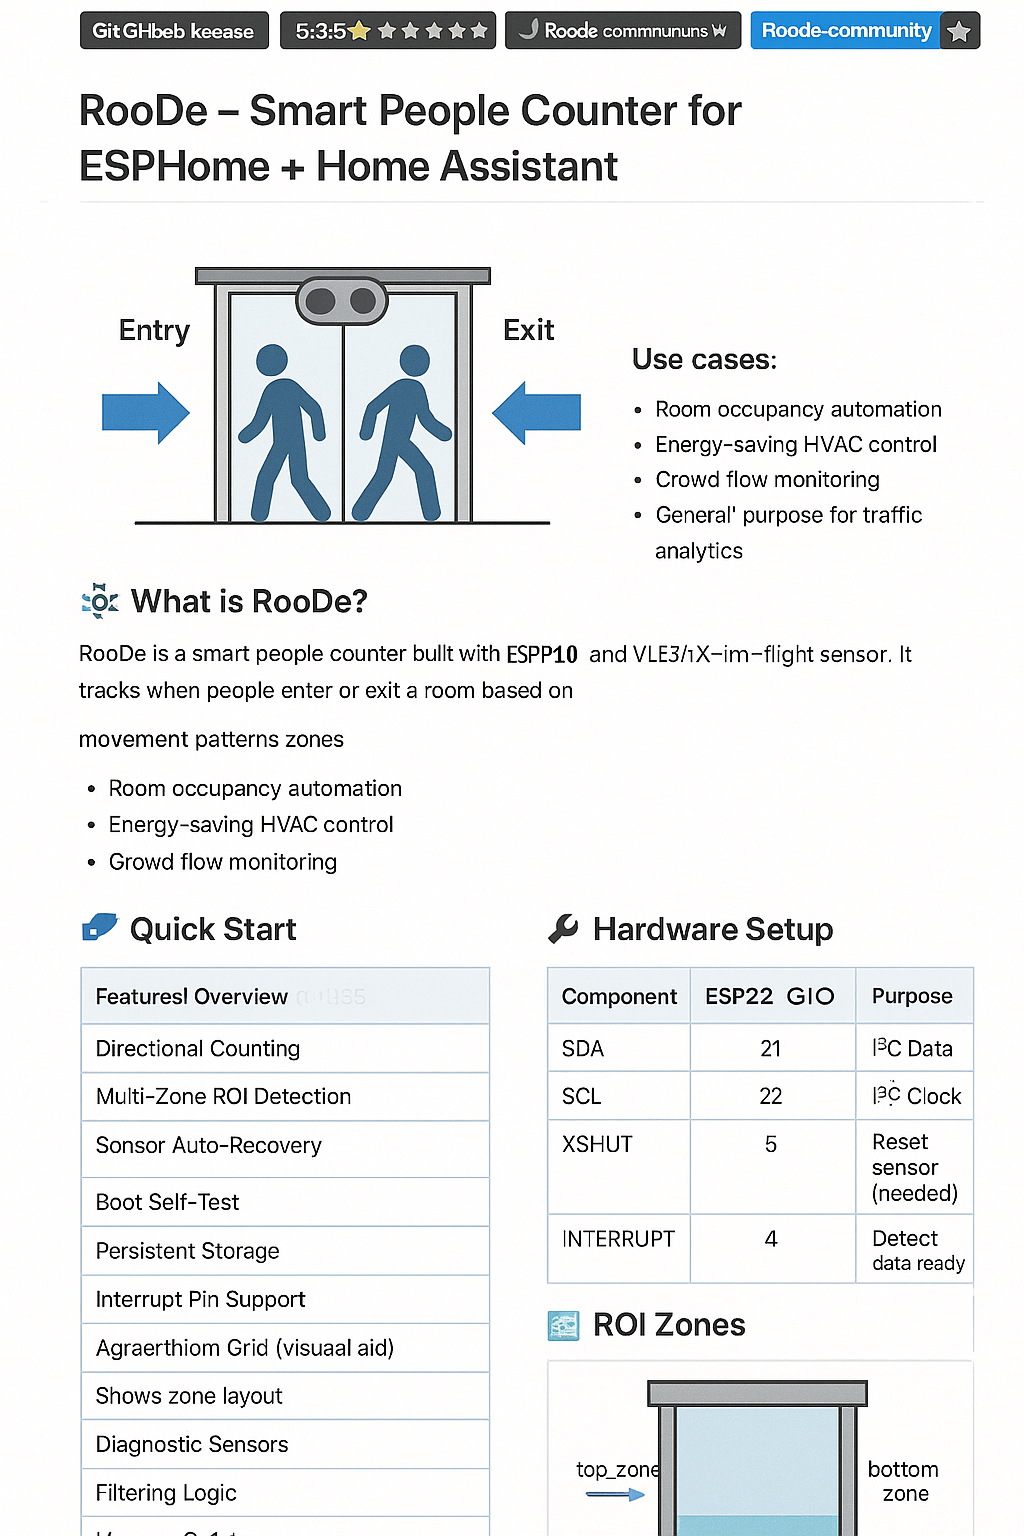 Git GHbeb keease
5:3:5
Roode commnununs
Roode-community
RooDe – Smart People Counter for
ESPHome + Home Assistant
Entry
Exit
Use cases:
• Room occupancy automation
• Energy-saving HVAC control
• Crowd flow monitoring
• General' purpose for traffic
analytics
What is RooDe?
RooDe is a smart people counter built with ESPP10 and VLE3/1X-im-flight sensor. It
tracks when people enter or exit a room based on
movement patterns zones
• Room occupancy automation
• Energy-saving HVAC control
• Growd flow monitoring
Quick Start
Featuresl Overview
Directional Counting
Multi-Zone ROI Detection
Sonsor Auto-Recovery
Boot Self-Test
Persistent Storage
Interrupt Pin Support
Agraerthiom Grid (visuaal aid)
Shows zone layout
Diagnostic Sensors
Filtering Logic
Hardware Setup
Component ESP22 GIO Purpose
SDA 21 I³C Data
SCL 22 I³C Clock
XSHUT 5 Reset
sensor
(needed)
INTERRUPT 4 Detect
data ready
ROI Zones
top_zone
bottom
zone